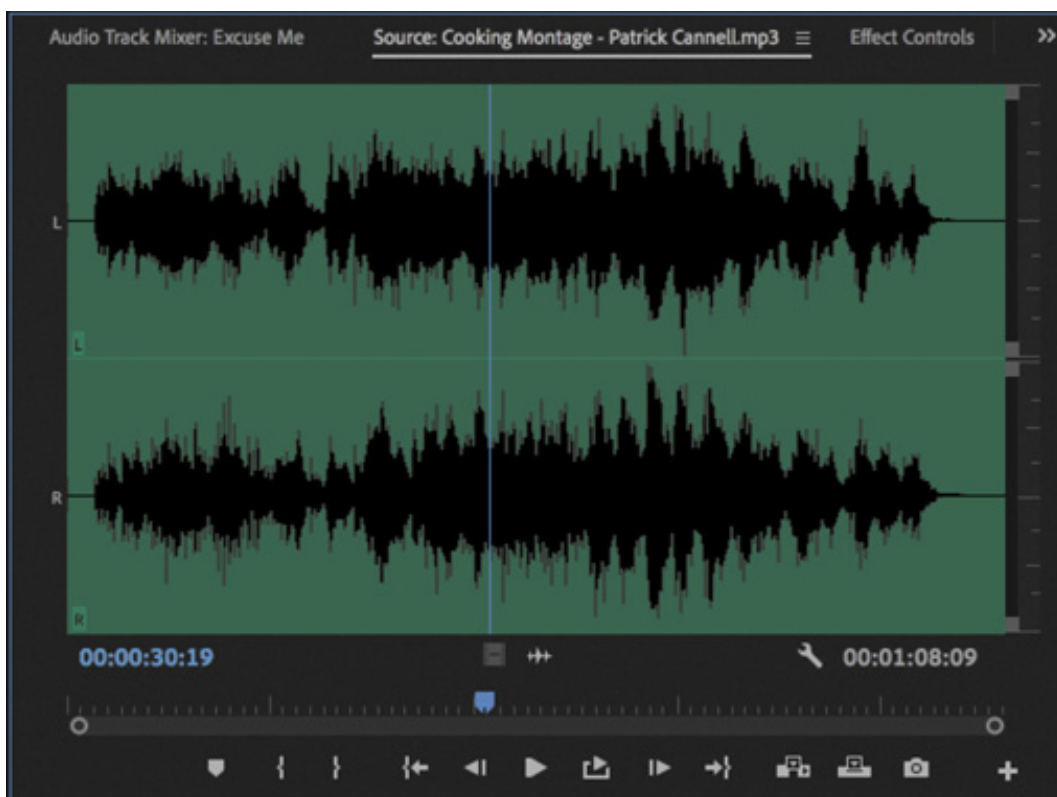 Audio Track Mixer: Excuse Me Source: Cooking Montage - Patrick Cannell.mp3 Effect Controls
L
L
R
R
00:00:30:19 00:01:08:09